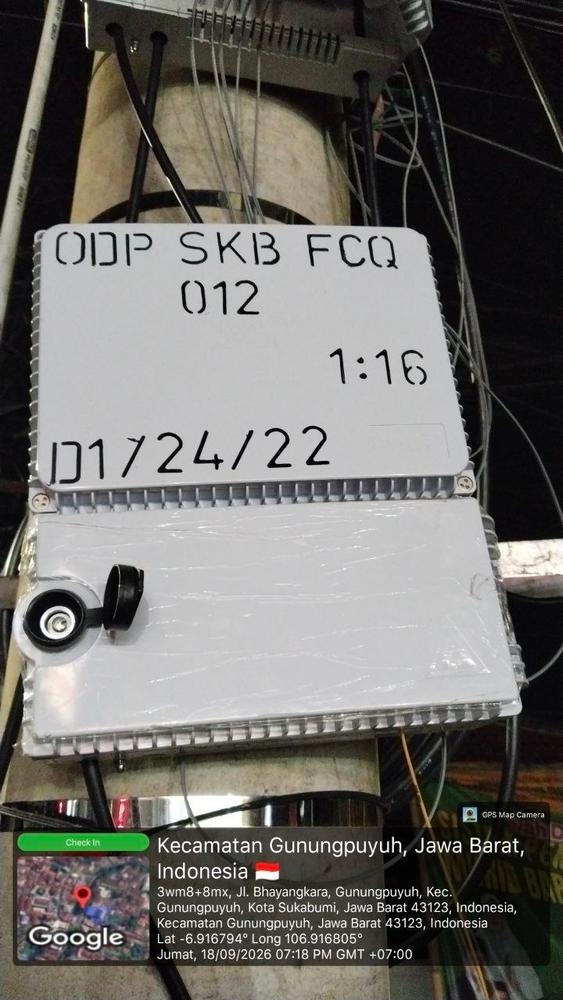 ODP SKB FCQ
012
1:16
D1/24/22
GPS Map Camera
Check In
Kecamatan Gunungpuyuh, Jawa Barat,
Indonesia 🇮🇩
3wm8+8mx, Jl. Bhayangkara, Gunungpuyuh, Kec.
Gunungpuyuh, Kota Sukabumi, Jawa Barat 43123, Indonesia,
Kecamatan Gunungpuyuh, Jawa Barat 43123, Indonesia
Lat -6.916794° Long 106.916805°
Jumat, 18/09/2026 07:18 PM GMT +07:00
Google